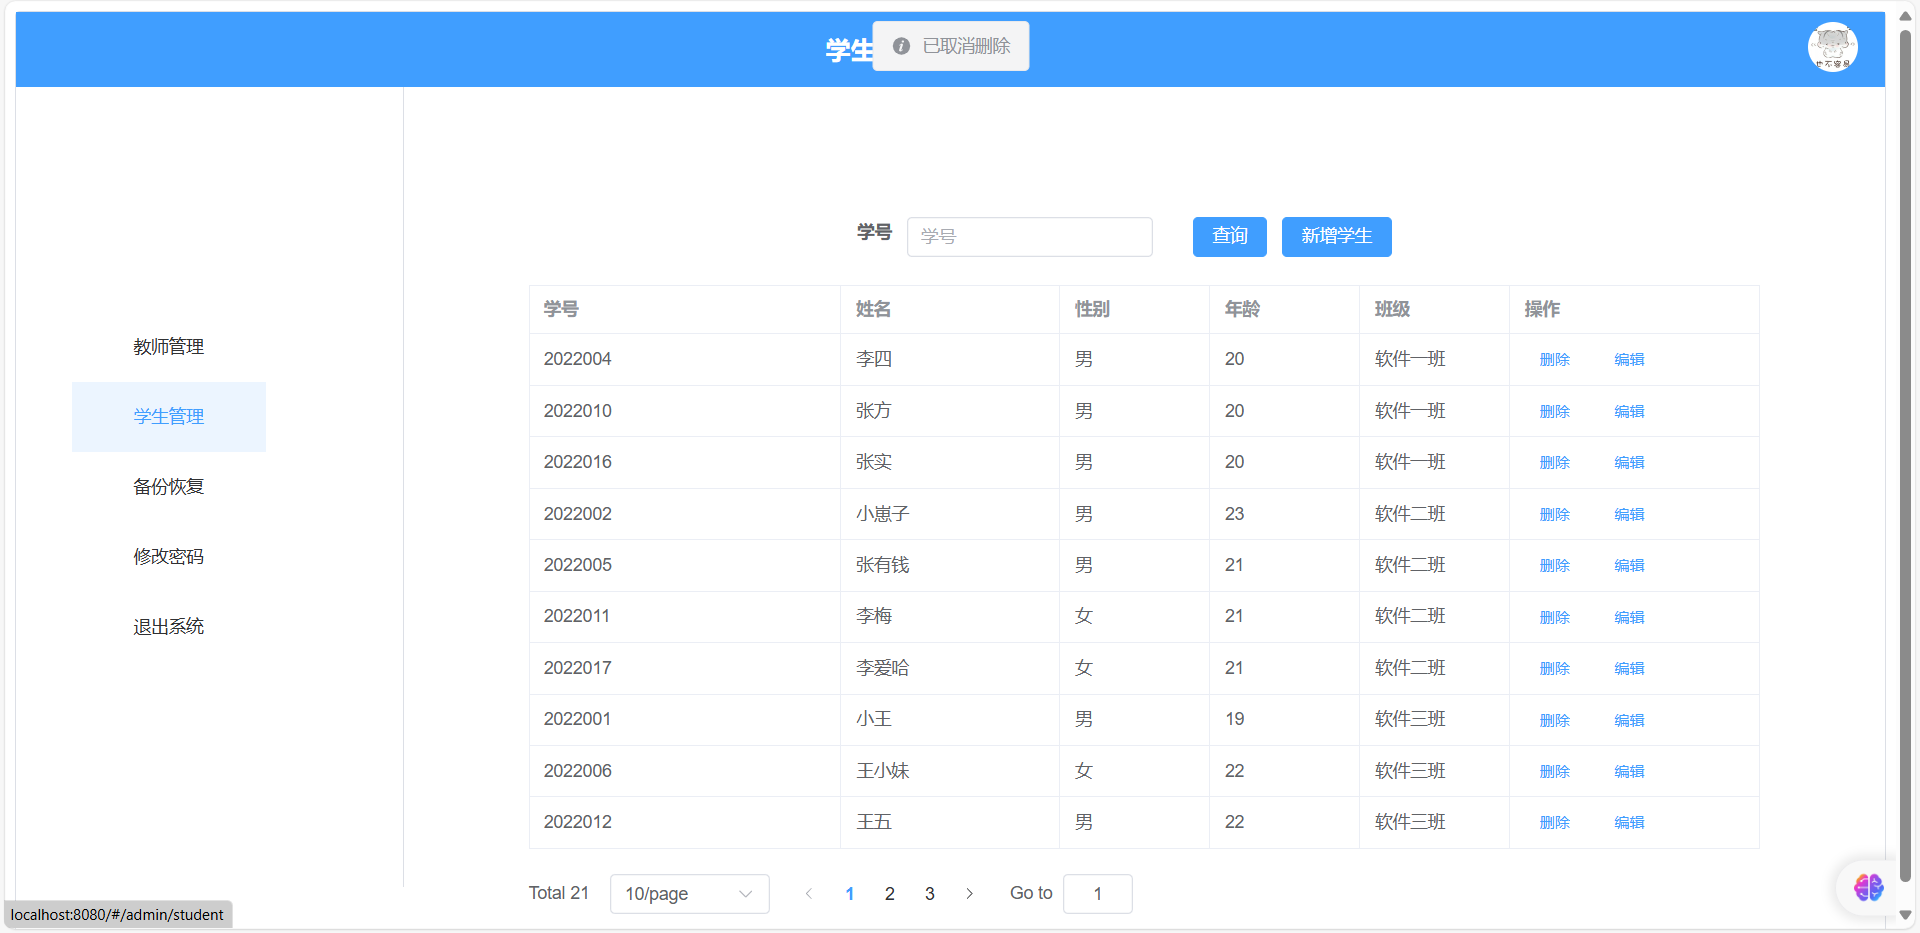 学生
已取消删除
也不容易
学号 学号 查询 新增学生
教师管理
学生管理
备份恢复
修改密码
退出系统
学号 姓名 性别 年龄 班级 操作
2022004 李四 男 20 软件一班 删除 编辑
2022010 张方 男 20 软件一班 删除 编辑
2022016 张实 男 20 软件一班 删除 编辑
2022002 小崽子 男 23 软件二班 删除 编辑
2022005 张有钱 男 21 软件二班 删除 编辑
2022011 李梅 女 21 软件二班 删除 编辑
2022017 李爱哈 女 21 软件二班 删除 编辑
2022001 小王 男 19 软件三班 删除 编辑
2022006 王小妹 女 22 软件三班 删除 编辑
2022012 王五 男 22 软件三班 删除 编辑
Total 21 10/page 1 2 3 Go to 1
localhost:8080/#/admin/student